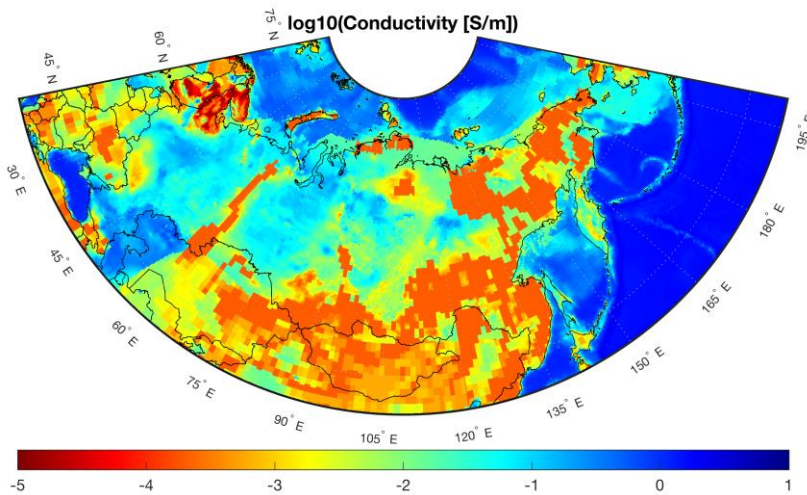 log10(Conductivity [S/m])
75° N
60° N
45° N
30° E
45° E
60° E
75° E
90° E
105° E
120° E
135° E
150° E
165° E
180° E
195° E
-5 -4 -3 -2 -1 0 1